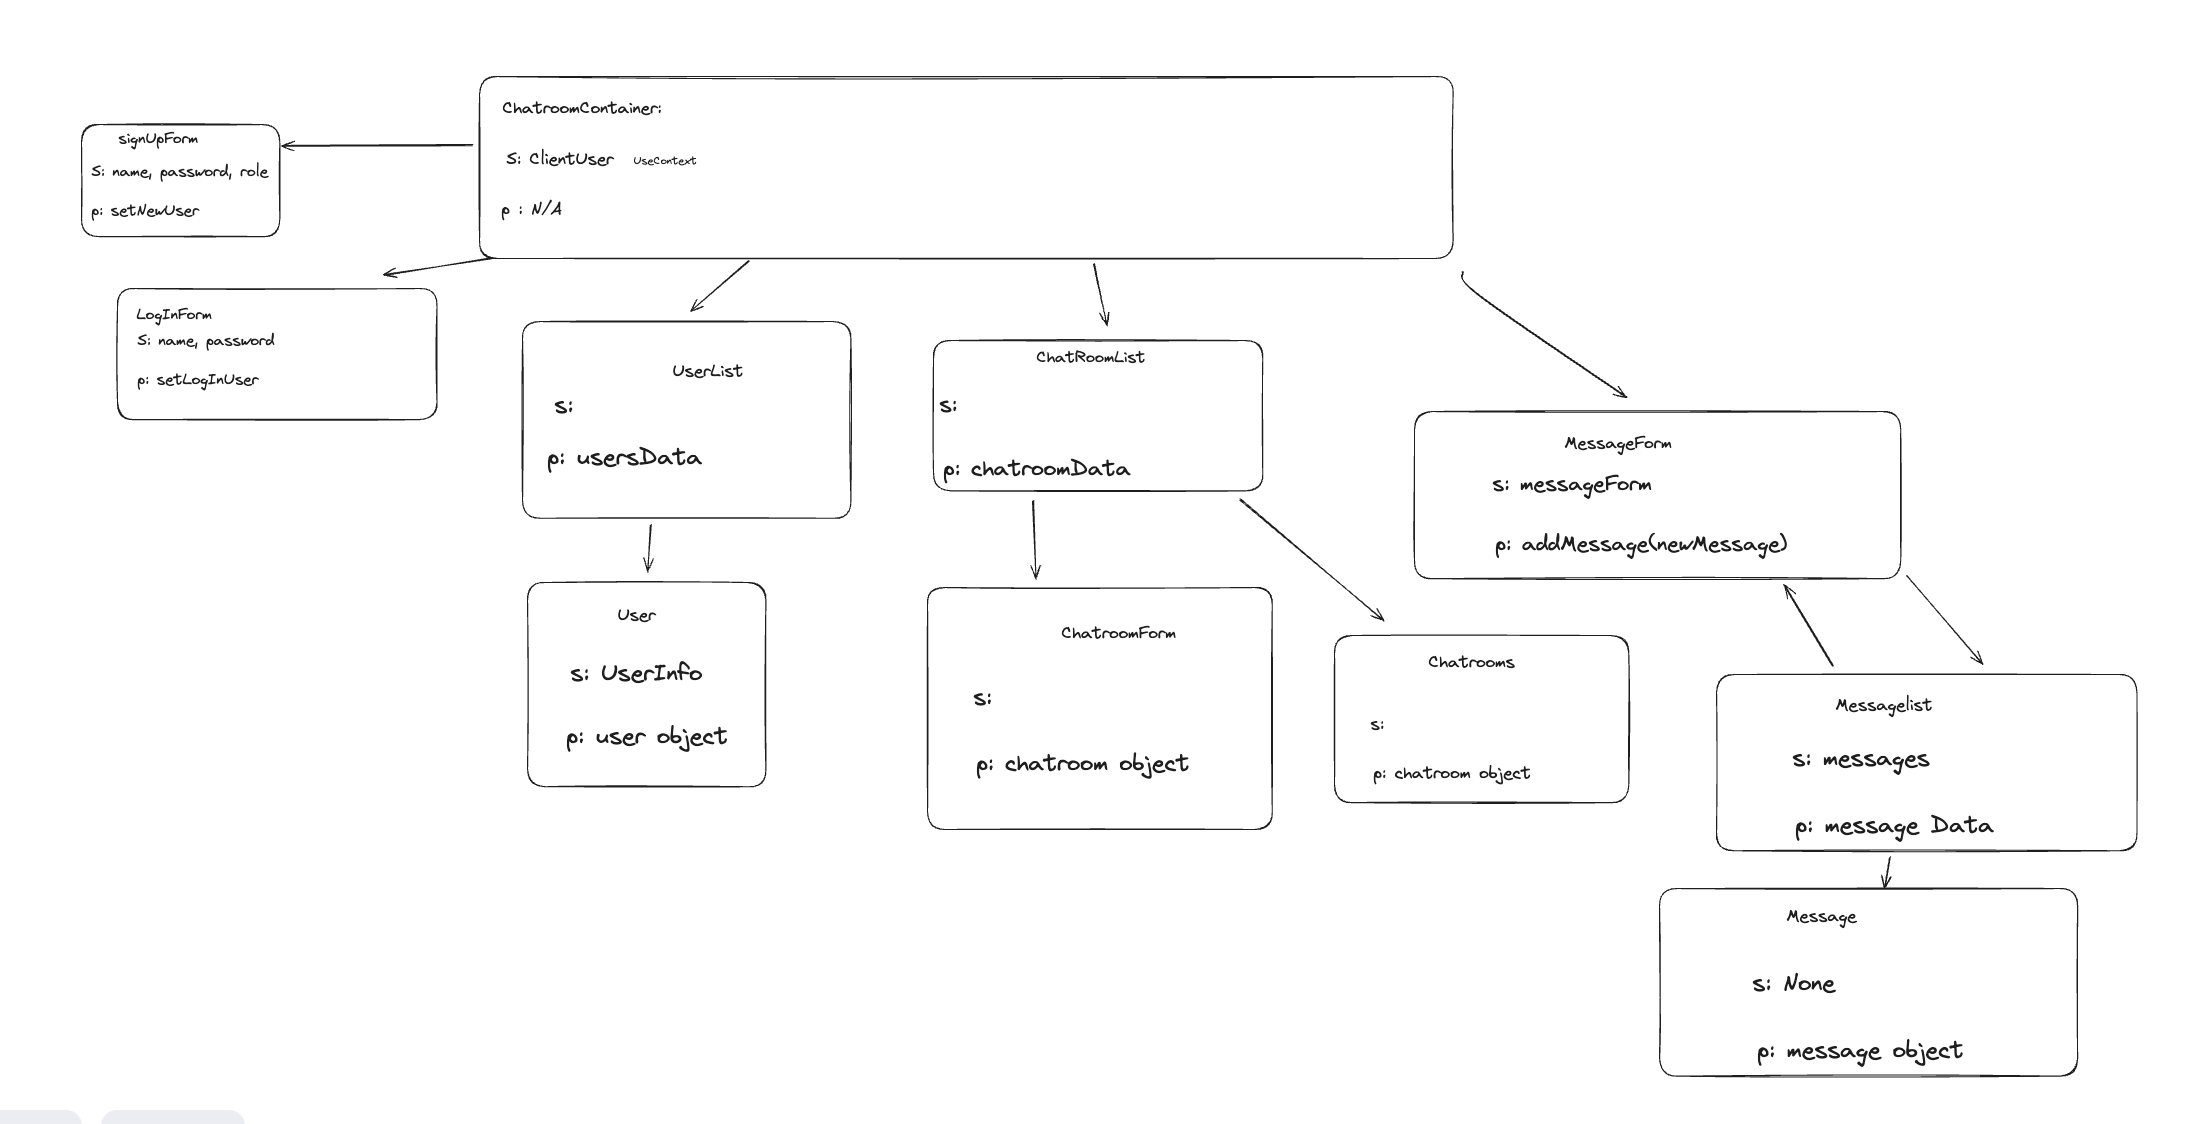 ChatroomContainer:
S: ClientUser UseContext
p : N/A
signUpForm
S: name, password, role
p: setNewUser
LogInForm
S: name, password
p: setLogInUser
UserList
s:
p: usersData
ChatRoomList
s:
p: chatroomData
MessageForm
s: messageForm
p: addMessage(newMessage)
User
s: UserInfo
p: user object
ChatroomForm
s:
p: chatroom object
Chatrooms
s:
p: chatroom object
Messagelist
s: messages
p: message Data
Message
s: None
p: message object